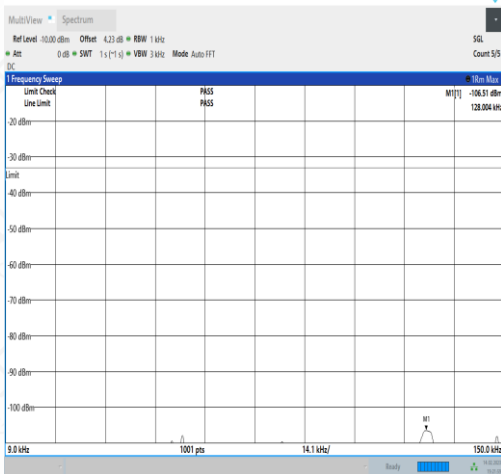 MultiView Spectrum
Ref Level -10.00 dBm Offset 4.23 dB RBW 1 kHz SGL
Att 0 dB SWT 1 s (~1 s) VBW 3 kHz Mode Auto FFT Count 5/5
DC
1 Frequency Sweep 1Rm Max
Limit Check PASS M1[1] -106.51 dBm
Line Limit PASS 128.004 kHz
-20 dBm
-30 dBm
Limit
-40 dBm
-50 dBm
-60 dBm
-70 dBm
-80 dBm
-90 dBm
-100 dBm
M1
9.0 kHz 1001 pts 14.1 kHz/ 150.0 kHz
Ready